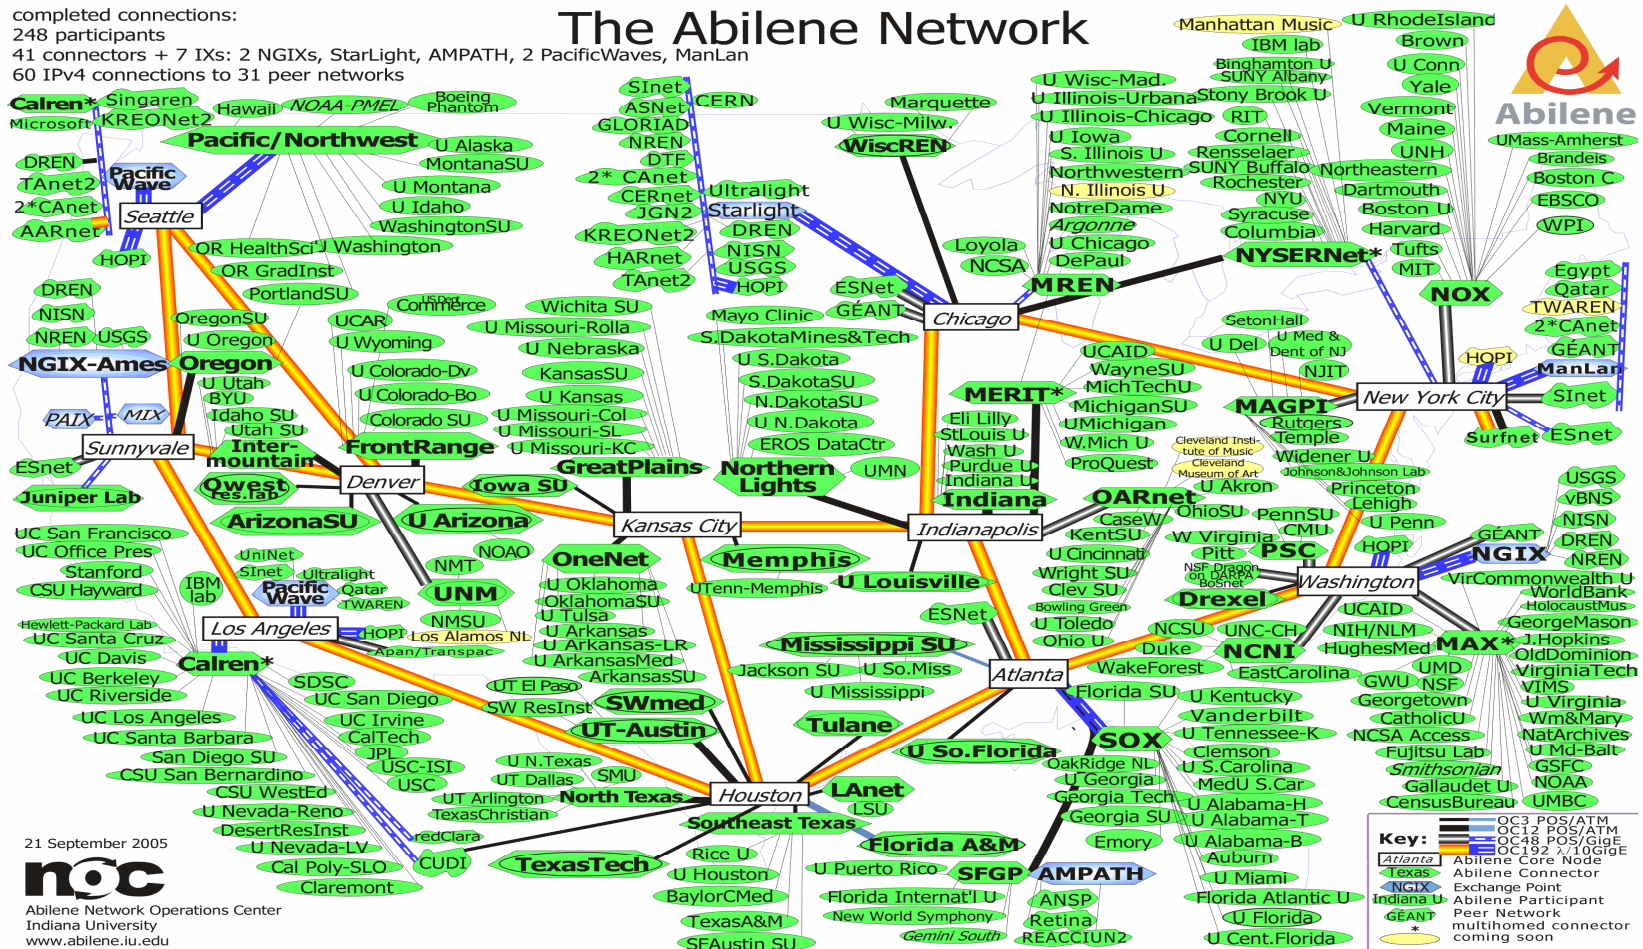 completed connections:
248 participants
41 connectors + 7 IXs: 2 NGIXs, StarLight, AMPATH, 2 PacificWaves, ManLan
60 IPv4 connections to 31 peer networks
The Abilene Network
Abilene
Calren*
Microsoft
Singaren
KREONet2
Hawaii
NOAA-PMEL
Boeing
Phantom
Pacific/Northwest
U Alaska
MontanaSU
U Montana
U Idaho
WashingtonSU
U Washington
OR HealthSci
OR GradInst
PortlandSU
DREN
TAnet2
2*CAnet
AARnet
Pacific
Wave
Seattle
HOPI
DREN
NISN
NREN
USGS
NGIX-Ames
PAIX
MIX
Sunnyvale
ESnet
Juniper Lab
OregonSU
U Oregon
Oregon
U Utah
BYU
Idaho SU
Utah SU
Inter-
mountain
Qwest
res.lab
ArizonaSU
USDept
Commerce
UCAR
U Wyoming
U Colorado-Dv
U Colorado-Bo
Colorado SU
FrontRange
Denver
U Arizona
NOAO
NMT
UNM
NMSU
Los Alamos NL
SInet
ASNet
GLORIAD
NREN
DTF
2* CAnet
CERnet
JGN2
KREONet2
HARnet
TAnet2
CERN
Ultralight
Starlight
DREN
NISN
USGS
HOPI
Marquette
U Wisc-Milw.
WiscREN
ESNet
GÉANT
Chicago
Loyola
NCSA
U Wisc-Mad.
U Illinois-Urbana
U Illinois-Chicago
U Iowa
S. Illinois U
Northwestern
N. Illinois U
NotreDame
Argonne
U Chicago
DePaul
MREN
Manhattan Music
IBM lab
Binghamton U
SUNY Albany
Stony Brook U
RIT
Cornell
Rensselaer
SUNY Buffalo
Rochester
NYU
Syracuse
Columbia
NYSERNet*
U RhodeIsland
Brown
U Conn
Yale
Vermont
Maine
UNH
Northeastern
Dartmouth
Boston U
Harvard
Tufts
MIT
NOX
UMass-Amherst
Brandeis
Boston C
EBSCO
WPI
Egypt
Qatar
TWAREN
2*CAnet
GÉANT
HOPI
ManLan
New York City
SInet
Surfnet
ESnet
SetonHall
U Del
U Med &
Dent of NJ
NJIT
MAGPI
Rutgers
Temple
Widener U
Johnson&Johnson Lab
Princeton
Lehigh
U Penn
Wichita SU
U Missouri-Rolla
U Nebraska
KansasSU
U Kansas
U Missouri-Col
U Missouri-SL
U Missouri-KC
GreatPlains
Iowa SU
Kansas City
Mayo Clinic
S.DakotaMines&Tech
U S.Dakota
S.DakotaSU
N.DakotaSU
U N.Dakota
EROS DataCtr
Northern
Lights
UMN
UCAID
WayneSU
MichTechU
MichiganSU
UMichigan
W.Mich U
ProQuest
MERIT*
Eli Lilly
StLouis U
Wash U
Purdue U
Indiana U
Indiana
Indianapolis
Cleveland Insti-
tute of Music
Cleveland
Museum of Art
U Akron
OARnet
OhioSU
CaseW
KentSU
U Cincinnati
Wright SU
Clev SU
Bowling Green
U Toledo
Ohio U
PennSU
CMU
W Virginia
Pitt
PSC
NSF Dragon
on DARPA
BoSnet
Drexel
HOPI
GÉANT
NGIX
Washington
USGS
vBNS
NISN
DREN
NREN
UC San Francisco
UC Office Pres
Stanford
CSU Hayward
Hewlett-Packard Lab
UC Santa Cruz
UC Davis
UC Berkeley
UC Riverside
UC Los Angeles
UC Santa Barbara
San Diego SU
CSU San Bernardino
CSU WestEd
U Nevada-Reno
DesertResInst
U Nevada-LV
Cal Poly-SLO
Claremont
IBM
lab
UniNet
SInet
Ultralight
Qatar
TWAREN
Pacific
Wave
Los Angeles
HOPI
Apan/Transpac
Calren*
SDSC
UC San Diego
UC Irvine
CalTech
JPL
USC-ISI
USC
redClara
CUDI
OneNet
U Oklahoma
OklahomaSU
U Tulsa
U Arkansas
U Arkansas-LR
U ArkansasMed
ArkansasSU
Memphis
UTenn-Memphis
U Louisville
ESNet
Mississippi SU
Jackson SU
U So.Miss
U Mississippi
Atlanta
UT El Paso
SW ResInst
SWmed
UT-Austin
U N.Texas
SMU
UT Dallas
UT Arlington
TexasChristian
North Texas
Houston
Tulane
U So.Florida
LAnet
LSU
Southeast Texas
TexasTech
Rice U
U Houston
BaylorCMed
TexasA&M
SFAustin SU
Florida A&M
U Puerto Rico
SFGP
AMPATH
Florida Internat'l U
New World Symphony
Gemini South
ANSP
Retina
REACCIUN2
NCSU
Duke
WakeForest
UNC-CH
NCNI
EastCarolina
Florida SU
SOX
OakRidge NL
U Georgia
Georgia Tech
Georgia SU
Emory
U Kentucky
Vanderbilt
U Tennessee-K
Clemson
U S.Carolina
MedU S.Car
U Alabama-H
U Alabama-T
U Alabama-B
Auburn
U Miami
Florida Atlantic U
U Florida
U Cent.Florida
UCAID
NIH/NLM
HughesMed
MAX*
UMD
GWU
NSF
Georgetown
CatholicU
NCSA Access
Fujitsu Lab
Smithsonian
Gallaudet U
CensusBureau
VirCommonwealth U
WorldBank
HolocaustMus
GeorgeMason
J.Hopkins
OldDominion
VirginiaTech
VIMS
U Virginia
Wm&Mary
NatArchives
U Md-Balt
GSFC
NOAA
UMBC
21 September 2005
noc
Abilene Network Operations Center
Indiana University
www.abilene.iu.edu
Key:
OC3 POS/ATM
OC12 POS/ATM
OC48 POS/GigE
OC192 λ/10GigE
Atlanta Abilene Core Node
Texas Abilene Connector
NGIX Exchange Point
Indiana U Abilene Participant
GÉANT Peer Network
* multihomed connector
coming soon